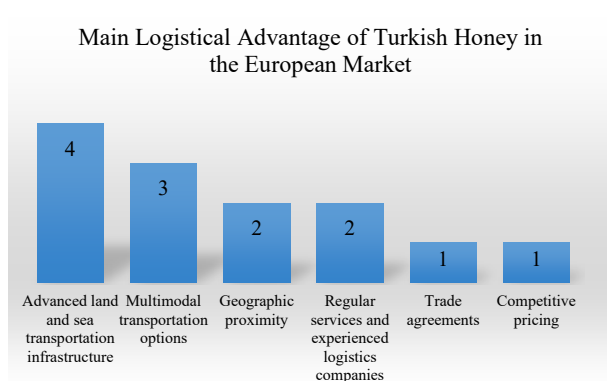 Main Logistical Advantage of Turkish Honey in
the European Market
4
3
2
2
1
1
Advanced land
and sea
transportation
infrastructure
Multimodal
transportation
options
Geographic
proximity
Regular
services and
experienced
logistics
companies
Trade
agreements
Competitive
pricing